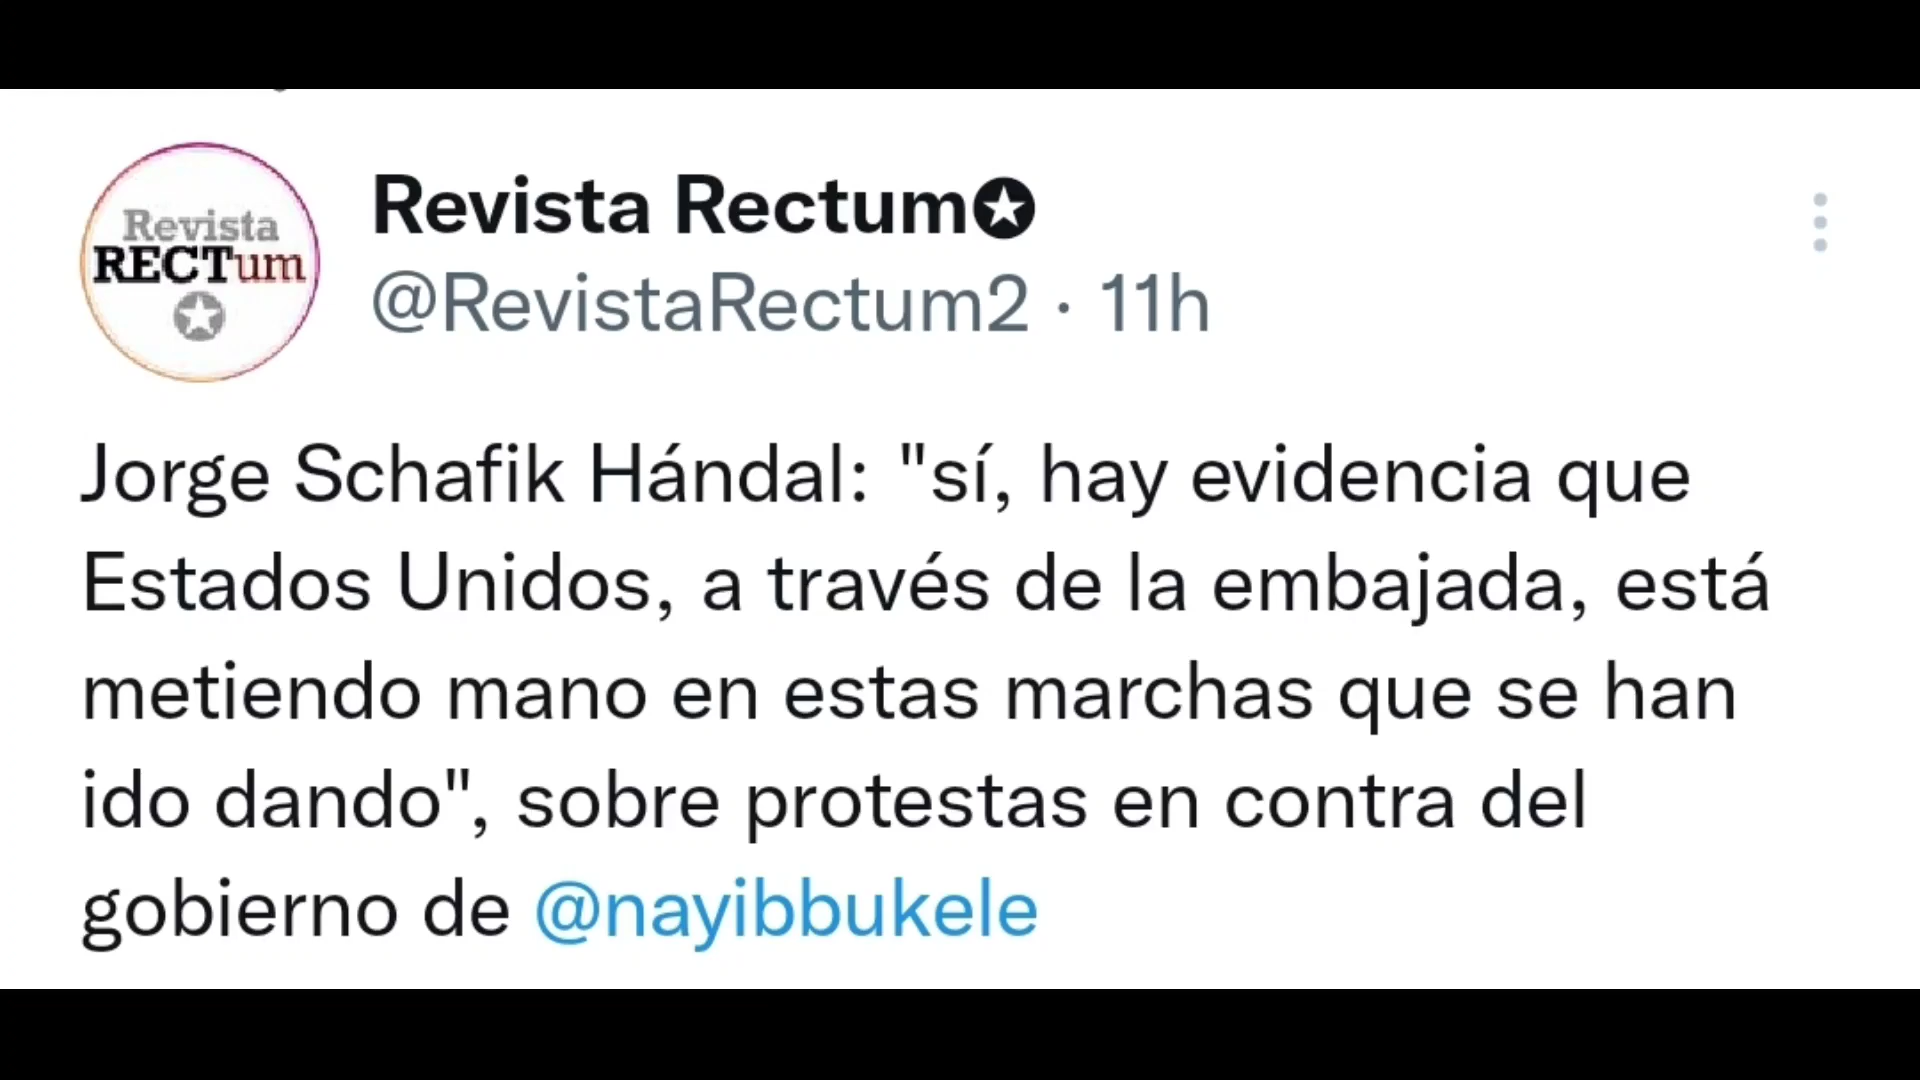 Revista
RECTum
Revista Rectum✪
@RevistaRectum2 · 11h
Jorge Schafik Hándal: "sí, hay evidencia que
Estados Unidos, a través de la embajada, está
metiendo mano en estas marchas que se han
ido dando", sobre protestas en contra del
gobierno de @nayibbukele